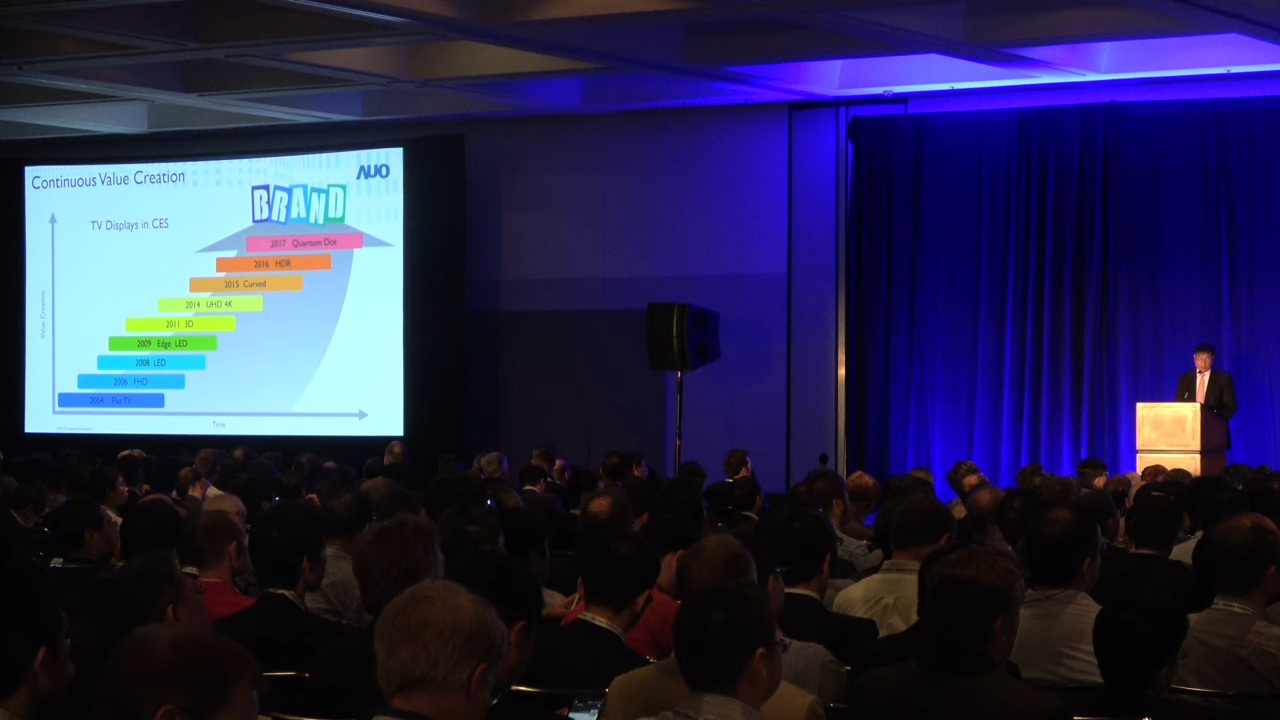 Continuous Value Creation
AUO
BRAND
TV Displays in CES
2017 Quantum Dot
2016 HDR
2015 Curved
2014 UHD 4K
2011 3D
2009 Edge LED
2008 LED
2006 FHD
2004 Flat TV
Value Creation
Time